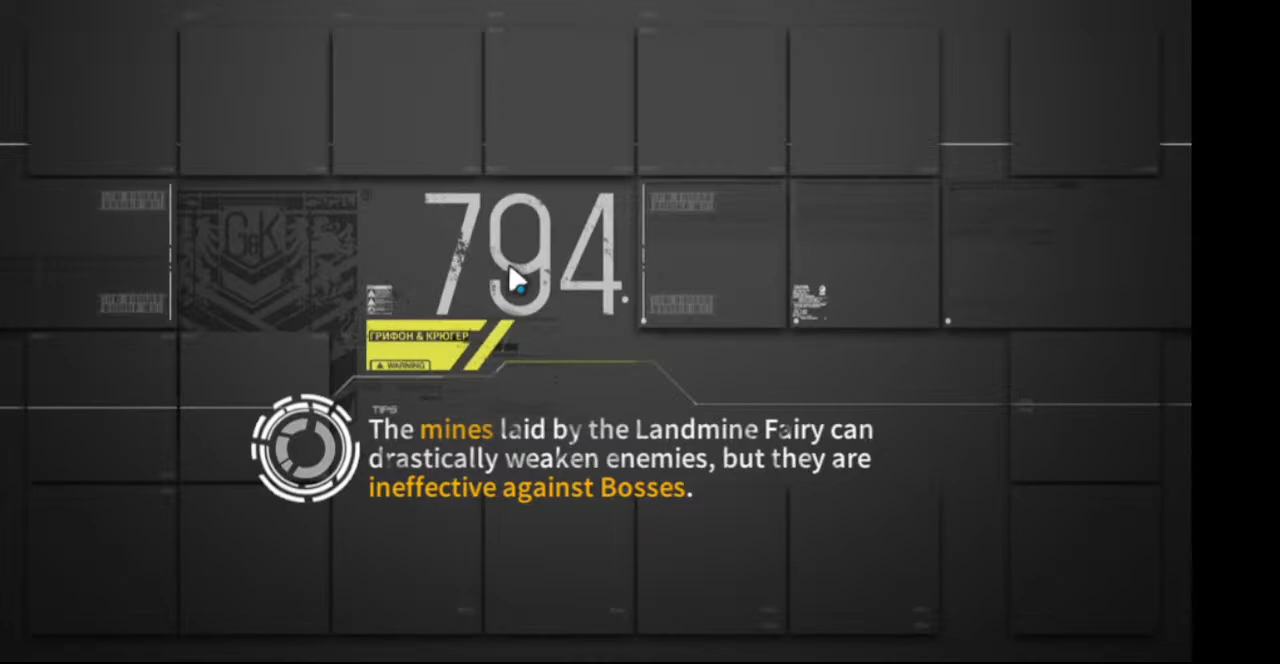 G&K
794.
ГРИФОН & КРЮГЕР
WARNING
TIPS
The mines laid by the Landmine Fairy can
drastically weaken enemies, but they are
ineffective against Bosses.